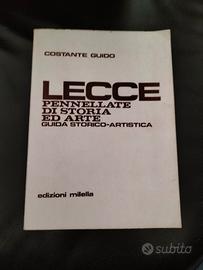 COSTANTE GUIDO
LECCE
PENNELLATE
DI STORIA
ED ARTE
GUIDA STORICO-ARTISTICA
edizioni milella
subito